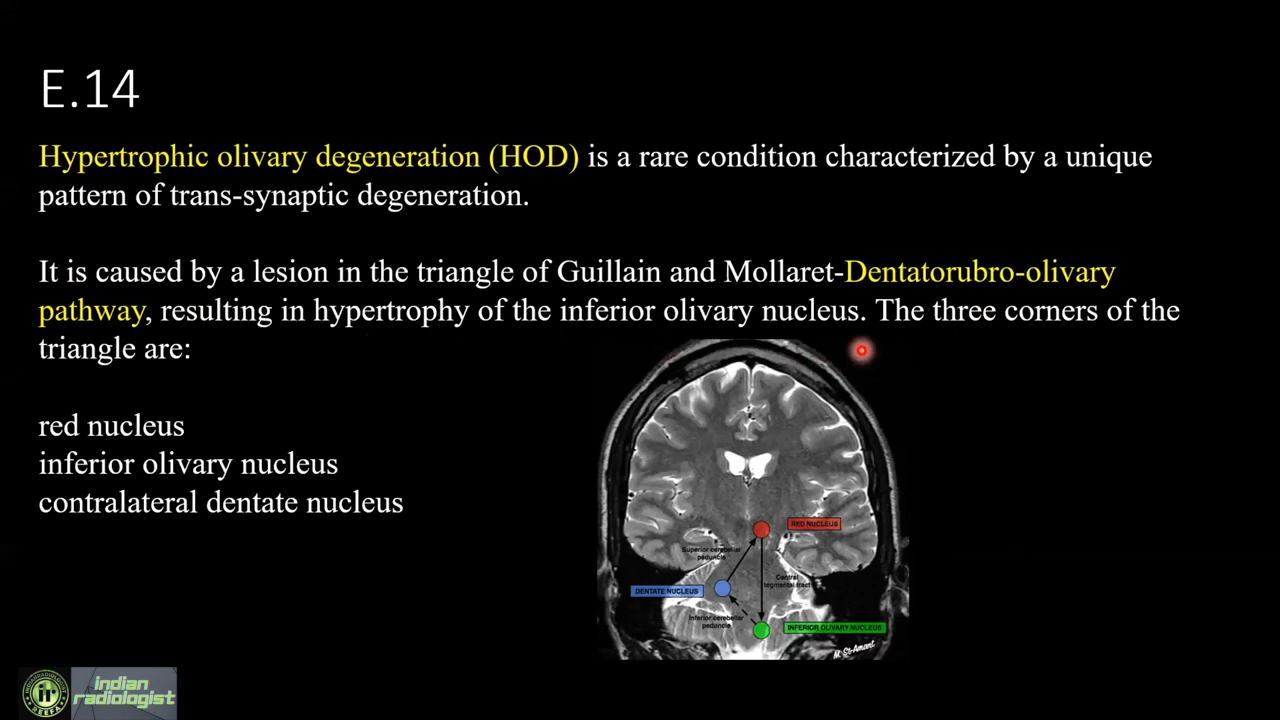 E.14
Hypertrophic olivary degeneration (HOD) is a rare condition characterized by a unique
pattern of trans-synaptic degeneration.
It is caused by a lesion in the triangle of Guillain and Mollaret-Dentatorubro-olivary
pathway, resulting in hypertrophy of the inferior olivary nucleus. The three corners of the
triangle are:
red nucleus
inferior olivary nucleus
contralateral dentate nucleus
RED NUCLEUS
Superior cerebellar
peduncle
Central
tegmental tract
DENTATE NUCLEUS
Inferior cerebellar
peduncle
INFERIOR OLIVARY NUCLEUS
M. St-Amant
ir
indian
radiologist